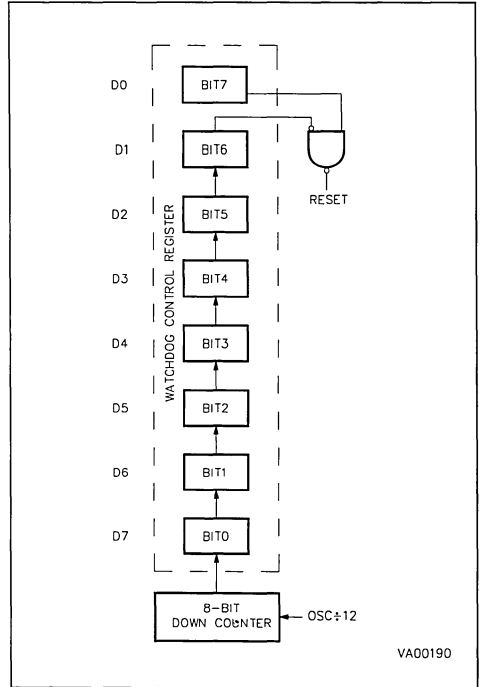 D0 BIT7
D1 BIT6
RESET
D2 BIT5
D3 BIT4
D4 BIT3
D5 BIT2
D6 BIT1
D7 BIT0
WATCHDOG CONTROL REGISTER
8-BIT
DOWN COUNTER
OSC÷12
VA00190